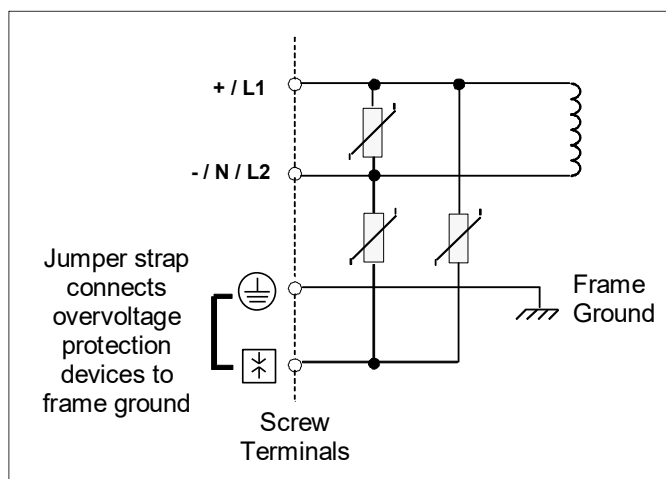 + / L1
- / N / L2
Jumper strap
connects
overvoltage
protection
devices to
frame ground
Frame
Ground
Screw
Terminals